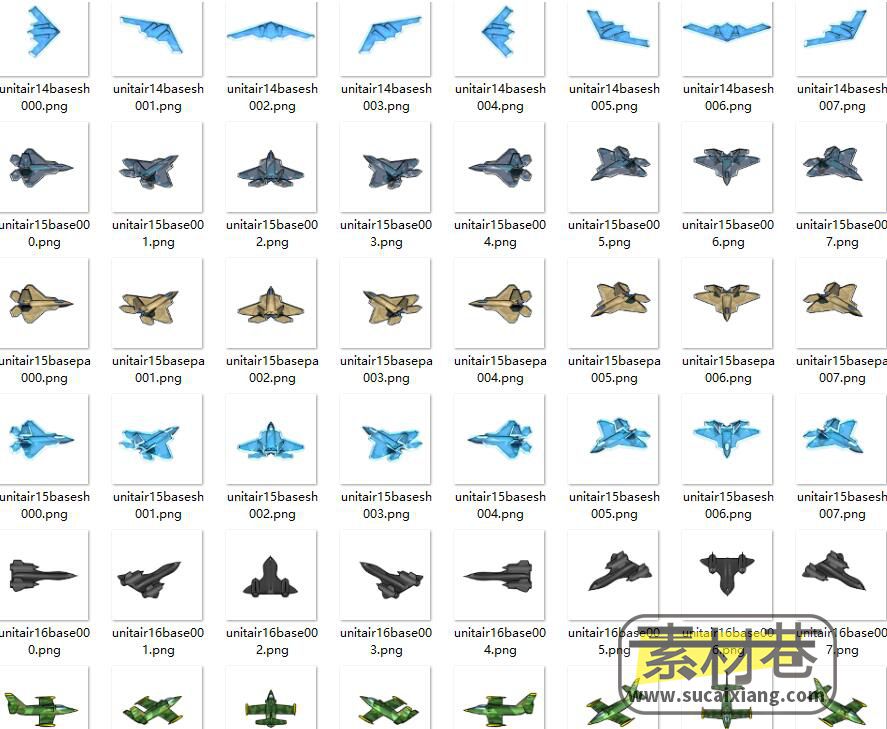 unitair14basesh unitair14basesh unitair14basesh unitair14basesh unitair14basesh unitair14basesh unitair14basesh unitair14basesh
000.png 001.png 002.png 003.png 004.png 005.png 006.png 007.png
unitair15base00 unitair15base00 unitair15base00 unitair15base00 unitair15base00 unitair15base00 unitair15base00 unitair15base00
0.png 1.png 2.png 3.png 4.png 5.png 6.png 7.png
unitair15basepa unitair15basepa unitair15basepa unitair15basepa unitair15basepa unitair15basepa unitair15basepa unitair15basepa
000.png 001.png 002.png 003.png 004.png 005.png 006.png 007.png
unitair15basesh unitair15basesh unitair15basesh unitair15basesh unitair15basesh unitair15basesh unitair15basesh unitair15basesh
000.png 001.png 002.png 003.png 004.png 005.png 006.png 007.png
unitair16base00 unitair16base00 unitair16base00 unitair16base00 unitair16base00 unitair16base00 unitair16base00 unitair16base00
0.png 1.png 2.png 3.png 4.png 5.png 6.png 7.png
素材巷
www.sucaixiang.com